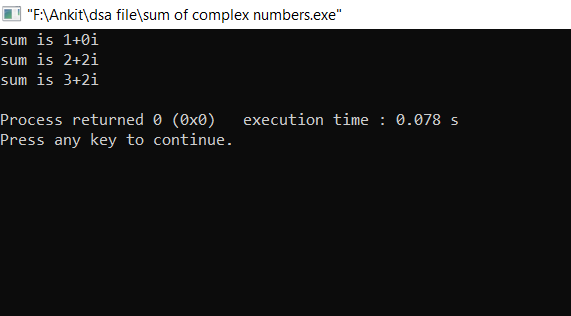 "F:\Ankit\dsa file\sum of complex numbers.exe"
sum is 1+0i
sum is 2+2i
sum is 3+2i
Process returned 0 (0x0)   execution time : 0.078 s
Press any key to continue.